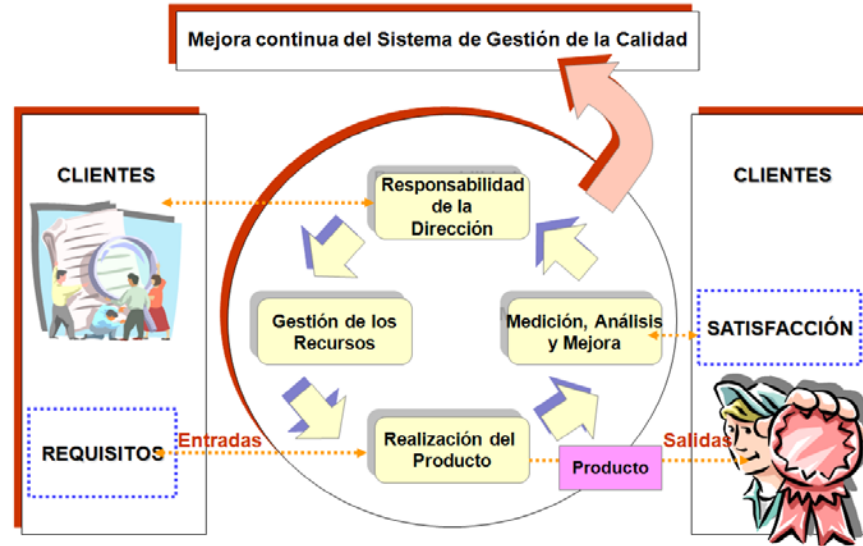 Mejora continua del Sistema de Gestión de la Calidad
CLIENTES
CLIENTES
Responsabilidad
de la
Dirección
Gestión de los
Recursos
Medición, Análisis
y Mejora
SATISFACCIÓN
REQUISITOS
Entradas
Realización del
Producto
Producto
Salidas